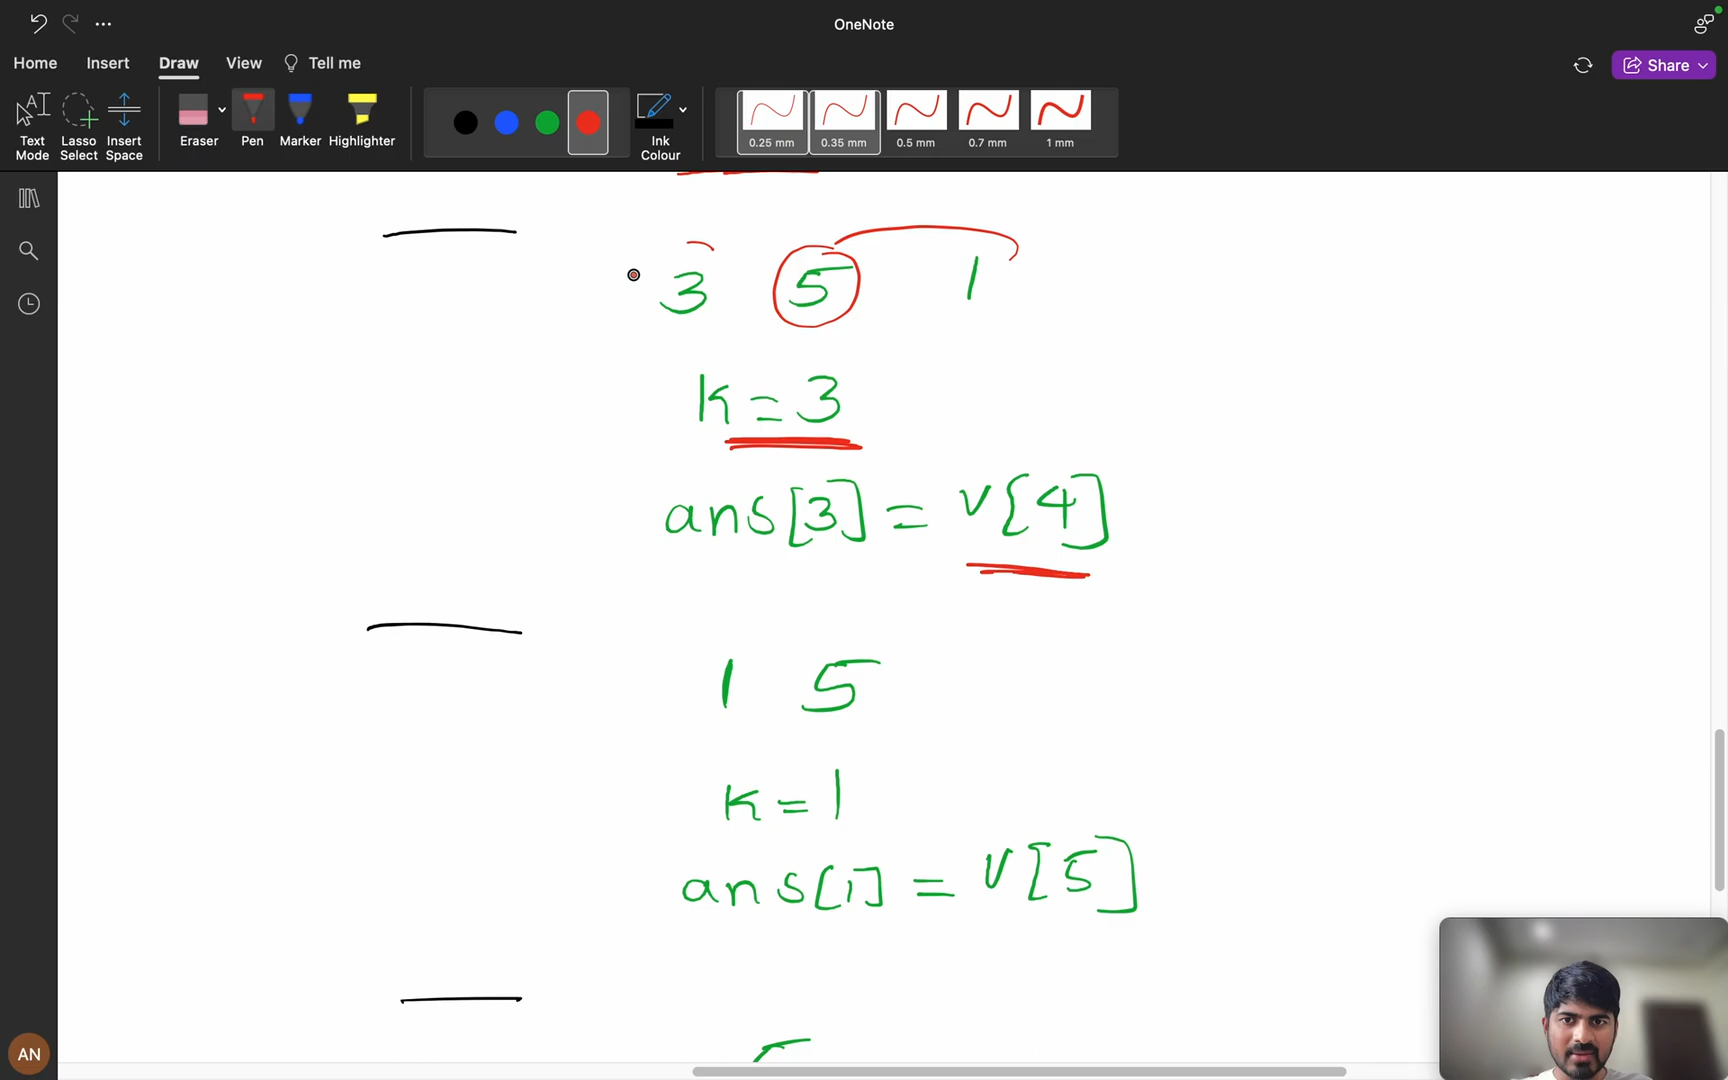 OneNote
Home Insert Draw View Tell me
Share
Text Mode
Lasso Select
Insert Space
Eraser
Pen
Marker
Highlighter
Ink Colour
0.25 mm
0.35 mm
0.5 mm
0.7 mm
1 mm
3 5 1
k = 3
ans[3] = v[4]
1 5
k = 1
ans[1] = v[5]
AN